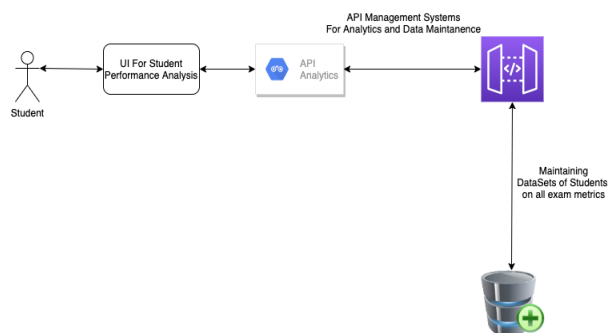 API Management Systems
For Analytics and Data Maintanence
UI For Student
Performance Analysis
API
Analytics
</>
Student
Maintaining
DataSets of Students
on all exam metrics